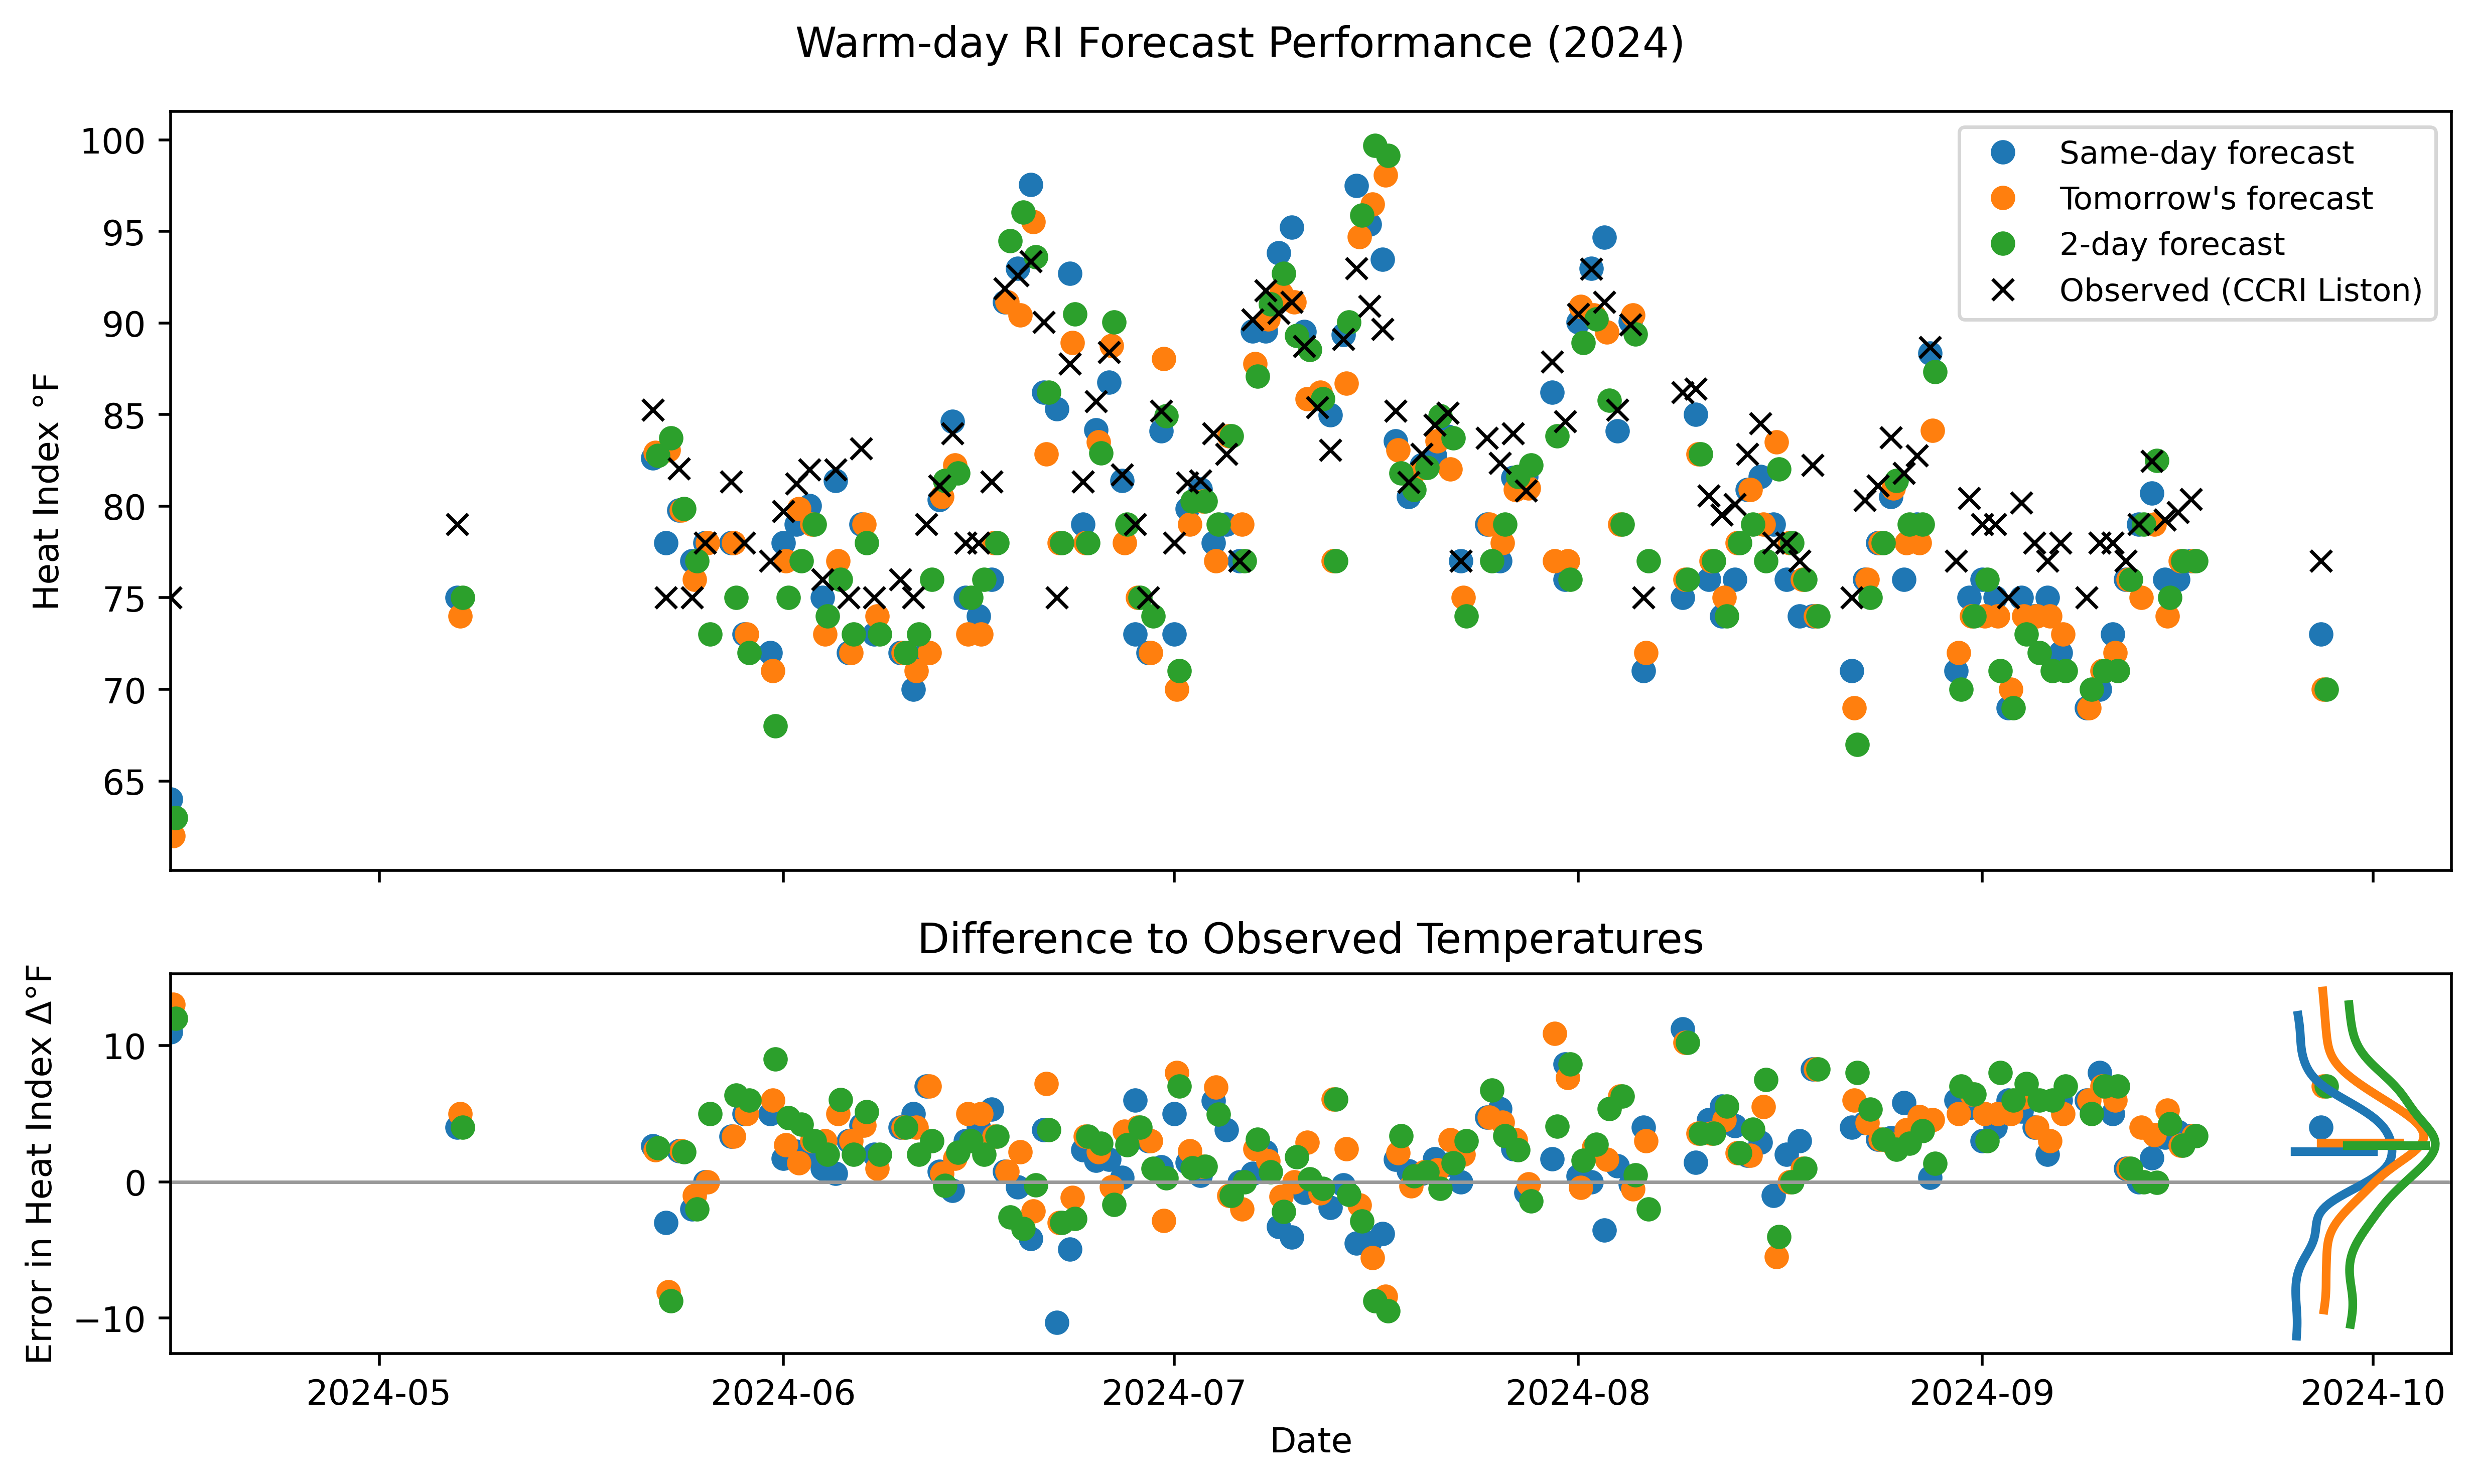 Warm-day RI Forecast Performance (2024)
100
95
90
85
80
75
70
65
Heat Index °F
Same-day forecast
Tomorrow's forecast
2-day forecast
Observed (CCRI Liston)
Difference to Observed Temperatures
10
0
−10
Error in Heat Index Δ°F
2024-05
2024-06
2024-07
2024-08
2024-09
2024-10
Date